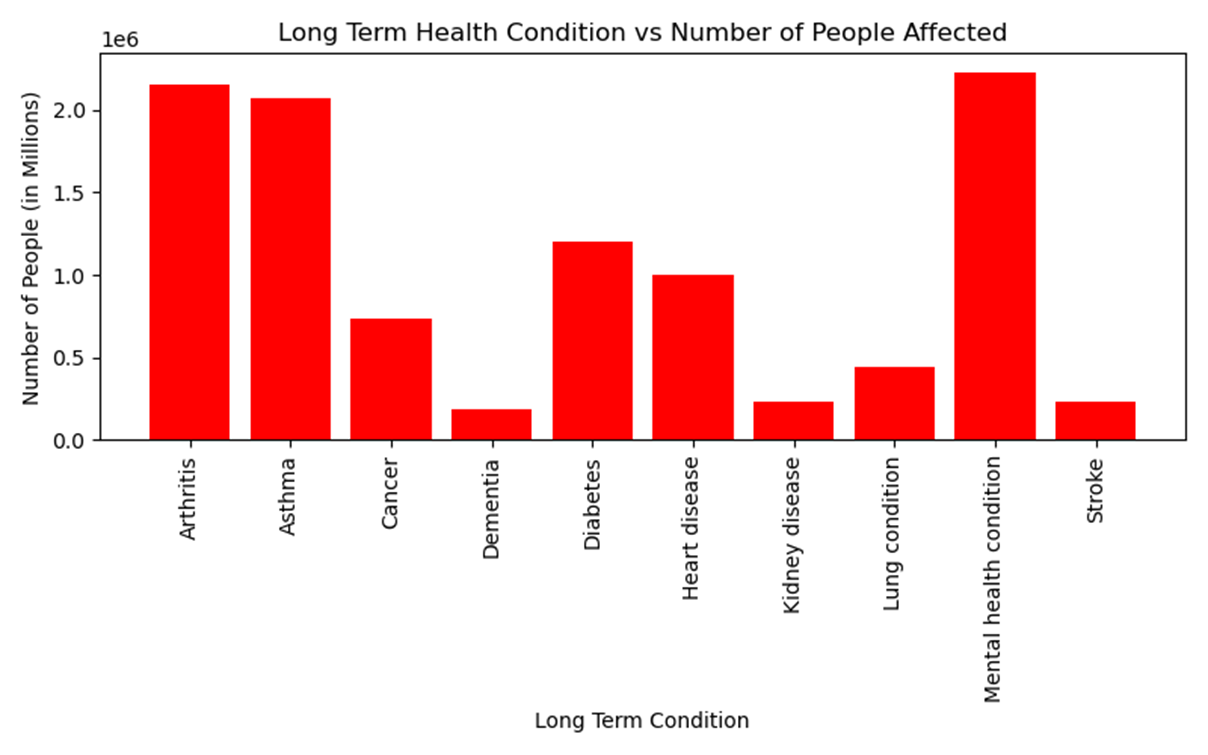 Long Term Health Condition vs Number of People Affected
1e6
Number of People (in Millions)
2.0
1.5
1.0
0.5
0.0
Arthritis
Asthma
Cancer
Dementia
Diabetes
Heart disease
Kidney disease
Lung condition
Mental health condition
Stroke
Long Term Condition